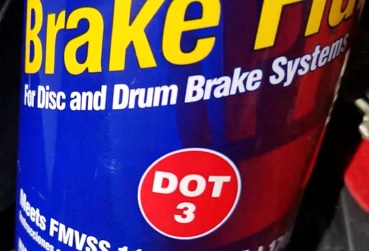 Brake
For Disc and Drum Brake Systems
DOT
3
Meets FMVSS